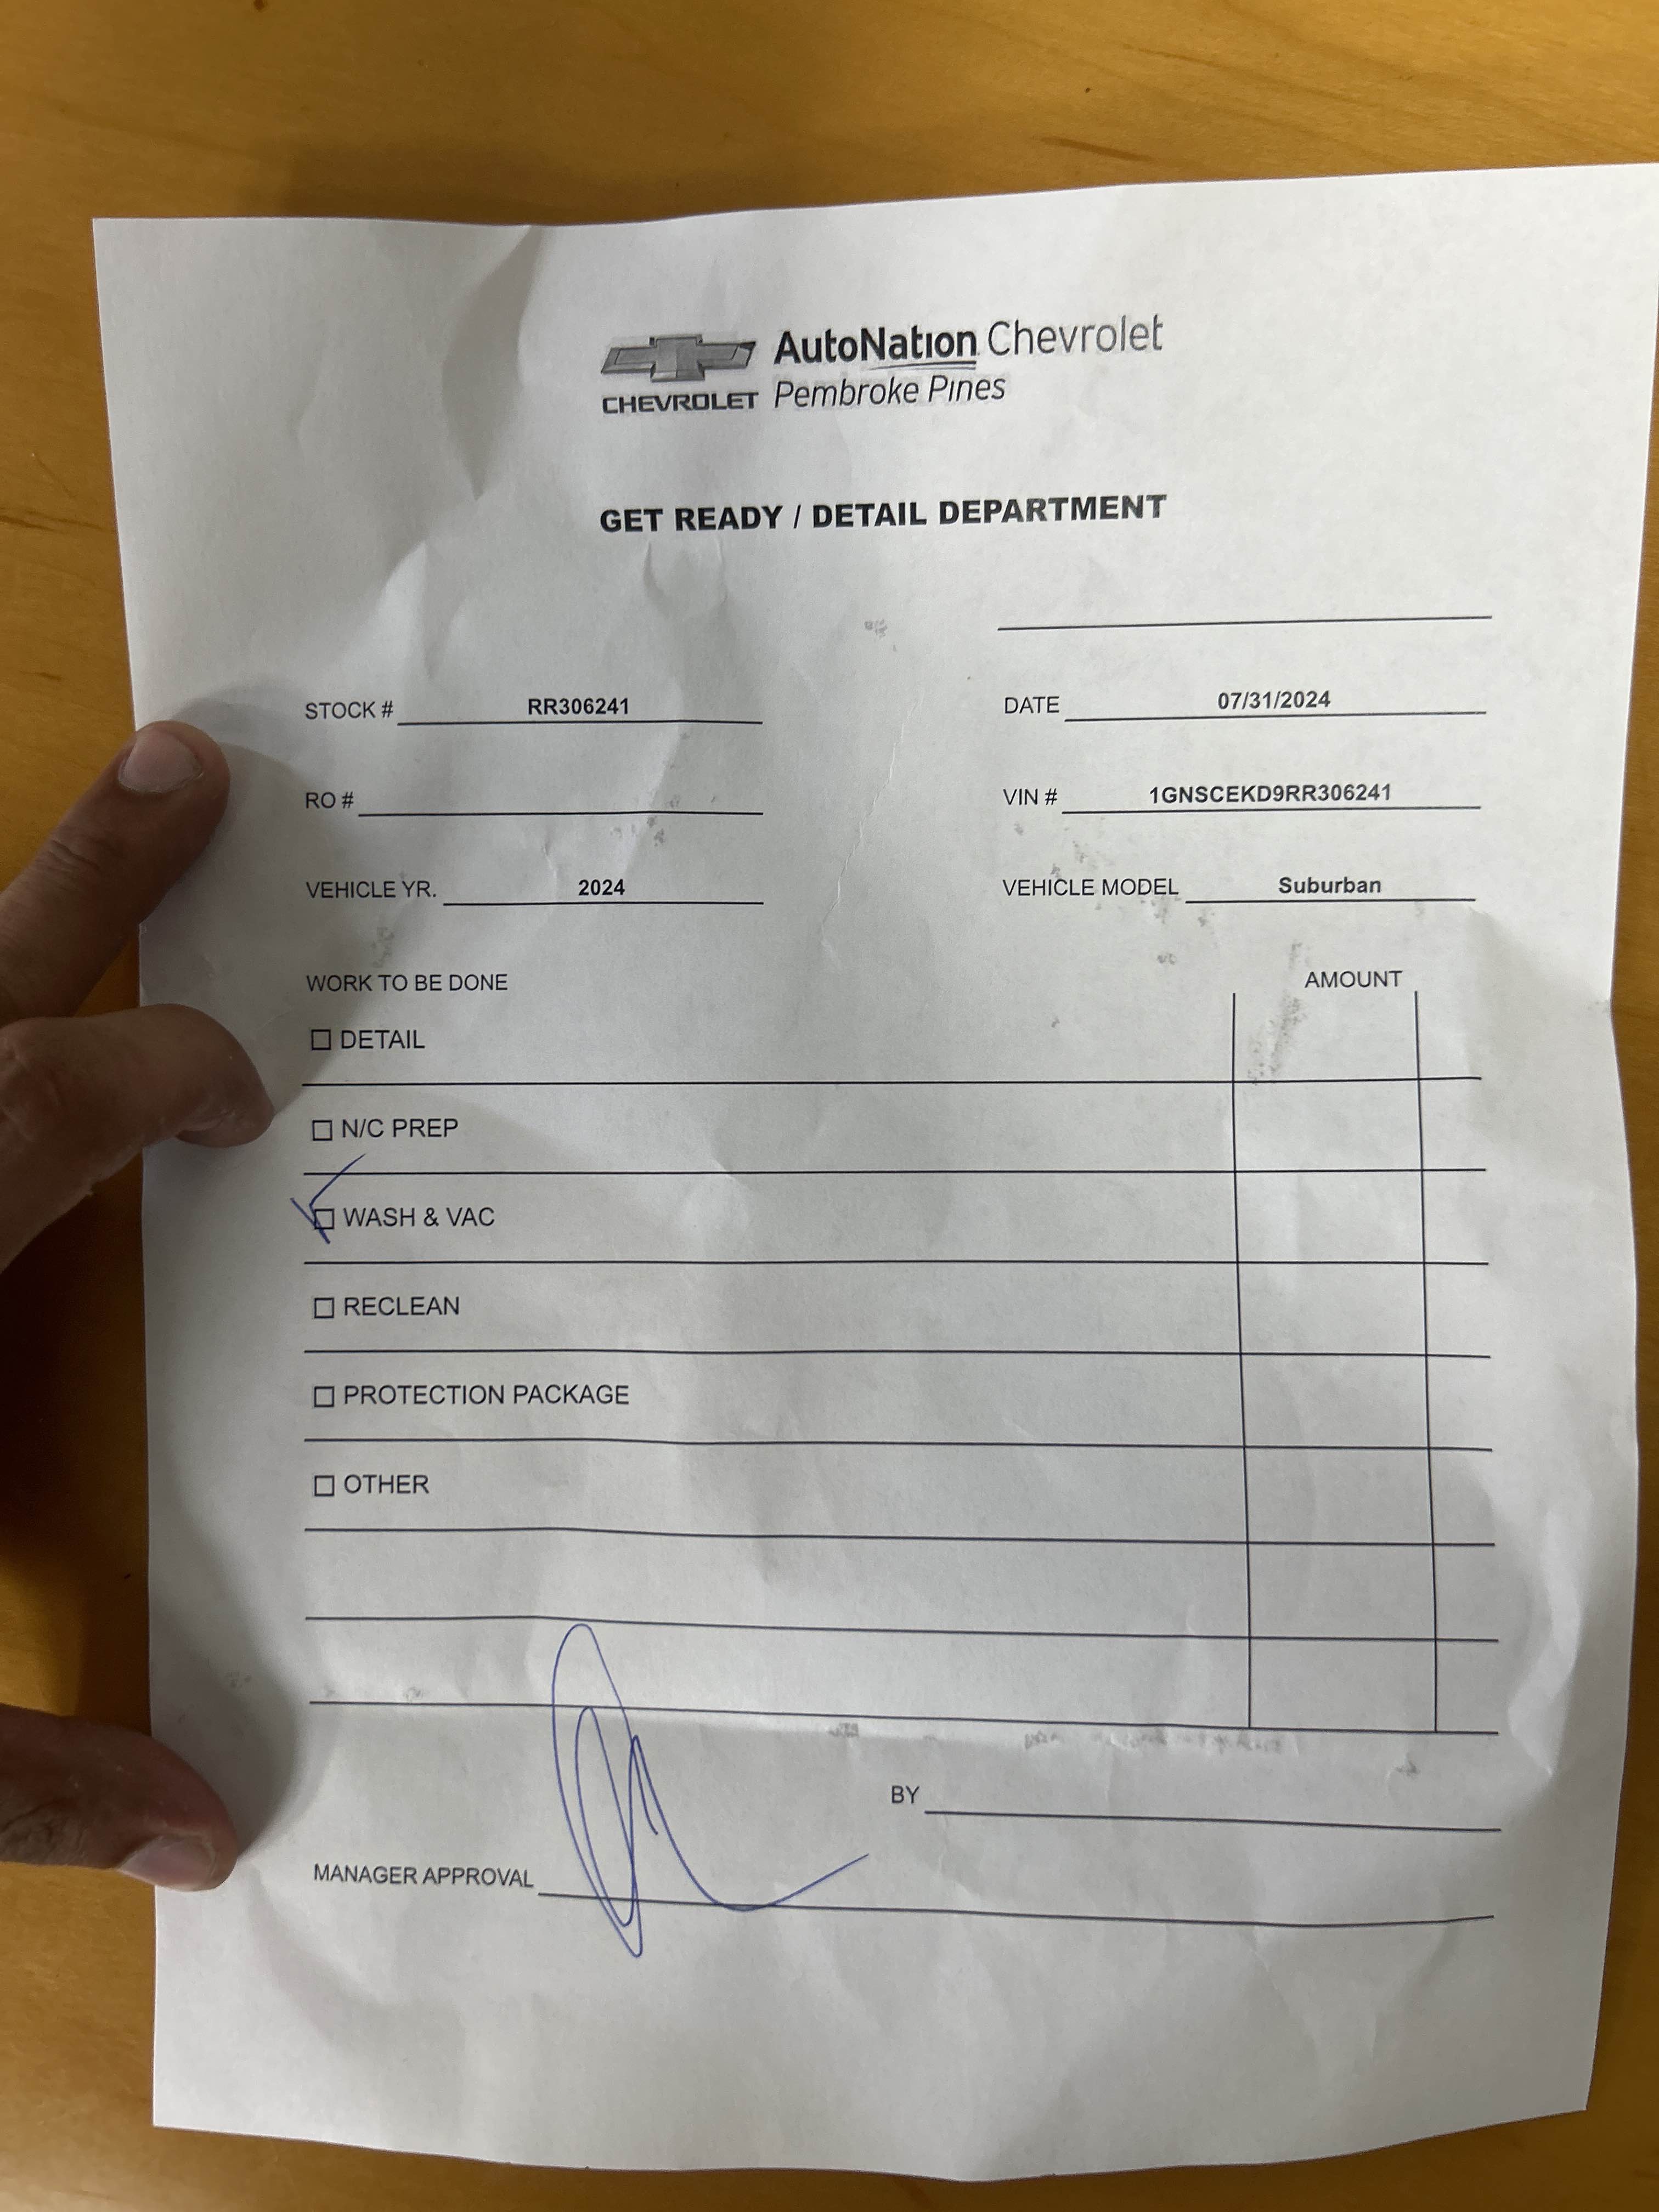 AutoNation Chevrolet
CHEVROLET Pembroke Pines
GET READY / DETAIL DEPARTMENT
STOCK # RR306241 DATE 07/31/2024
RO # VIN # 1GNSCEKD9RR306241
VEHICLE YR. 2024 VEHICLE MODEL Suburban
WORK TO BE DONE AMOUNT
DETAIL
N/C PREP
WASH & VAC
RECLEAN
PROTECTION PACKAGE
OTHER
BY
MANAGER APPROVAL